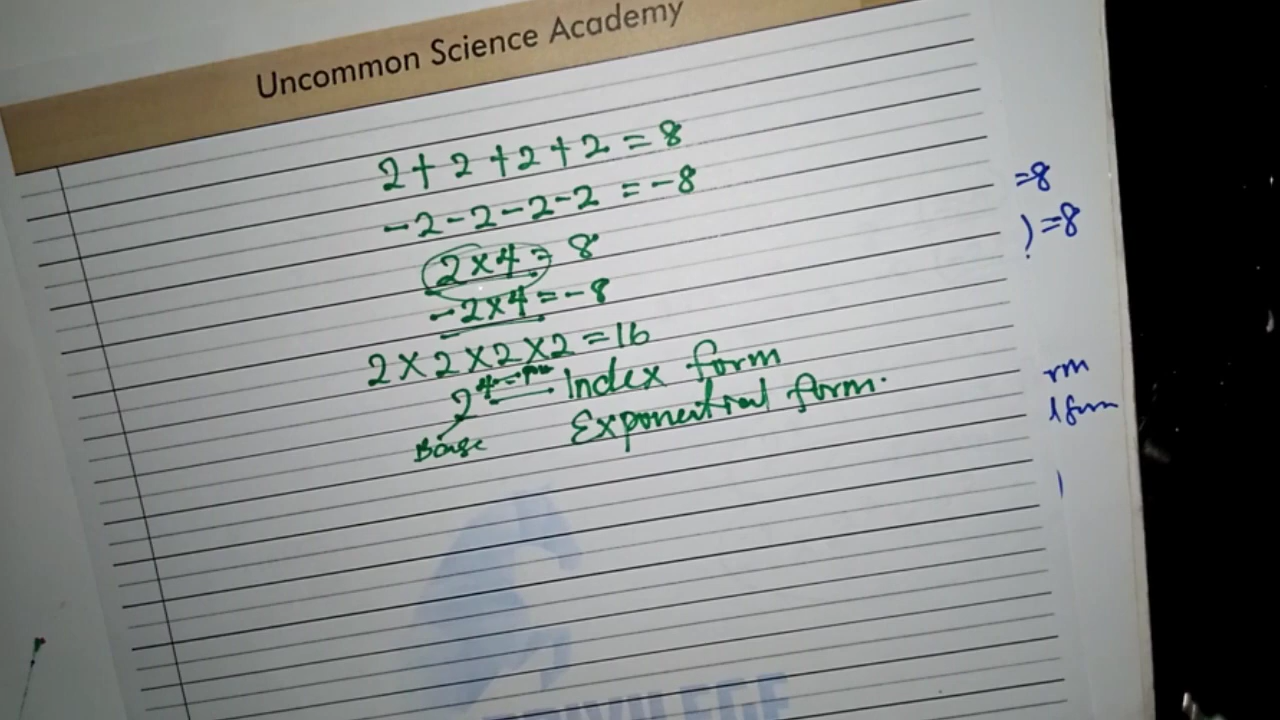 Uncommon Science Academy
2 + 2 + 2 + 2 = 8
-2 - 2 - 2 - 2 = -8
2 × 4 = 8
-2 × 4 = -8
2 × 2 × 2 × 2 = 16
2⁴ Index form
Base Exponential form.
=8
) =8
rm